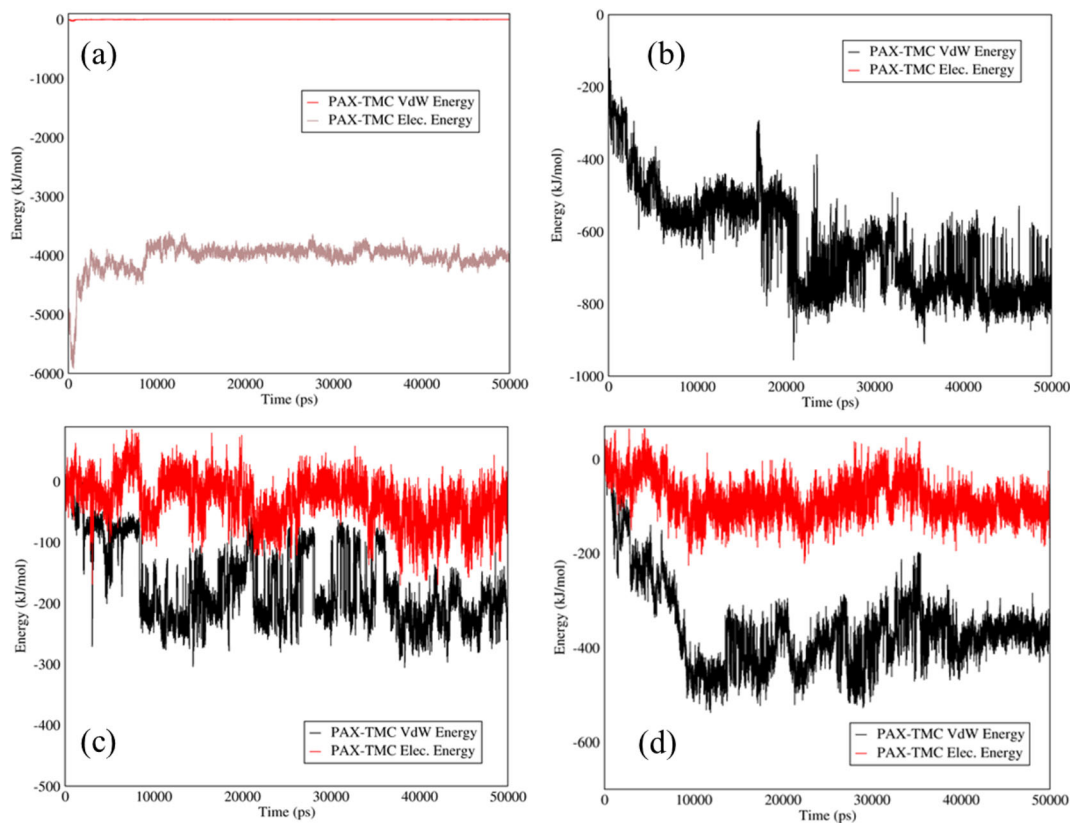 (a)
0
-1000
-2000
-3000
-4000
-5000
-6000
Energy (kJ/mol)
PAX-TMC VdW Energy
PAX-TMC Elec. Energy
0 10000 20000 30000 40000 50000
Time (ps)
(b)
0
-200
-400
-600
-800
-1000
Energy (kJ/mol)
PAX-TMC VdW Energy
PAX-TMC Elec. Energy
0 10000 20000 30000 40000 50000
Time (ps)
0
-100
-200
-300
-400
-500
Energy (kJ/mol)
(c)
PAX-TMC VdW Energy
PAX-TMC Elec. Energy
0 10000 20000 30000 40000 50000
Time (ps)
0
-200
-400
-600
Energy (kJ/mol)
(d)
PAX-TMC VdW Energy
PAX-TMC Elec. Energy
0 10000 20000 30000 40000 50000
Time (ps)